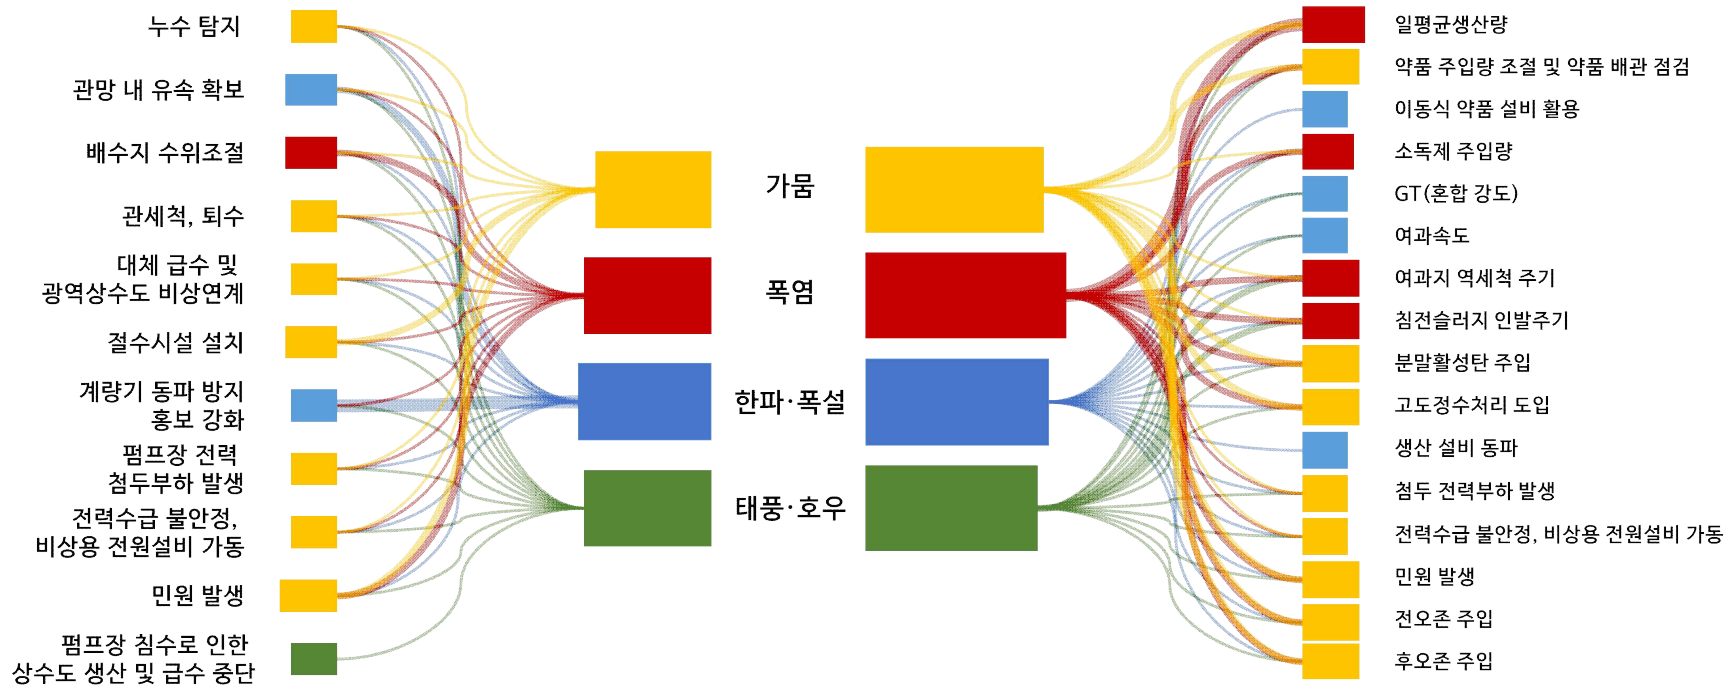 누수 탐지
관망 내 유속 확보
배수지 수위조절
관세척, 퇴수
대체 급수 및
광역상수도 비상연계
절수시설 설치
계량기 동파 방지
홍보 강화
펌프장 전력
첨두부하 발생
전력수급 불안정,
비상용 전원설비 가동
민원 발생
펌프장 침수로 인한
상수도 생산 및 급수 중단
가뭄
폭염
한파·폭설
태풍·호우
일평균생산량
약품 주입량 조절 및 약품 배관 점검
이동식 약품 설비 활용
소독제 주입량
GT(혼합 강도)
여과속도
여과지 역세척 주기
침전슬러지 인발주기
분말활성탄 주입
고도정수처리 도입
생산 설비 동파
첨두 전력부하 발생
전력수급 불안정, 비상용 전원설비 가동
민원 발생
전오존 주입
후오존 주입